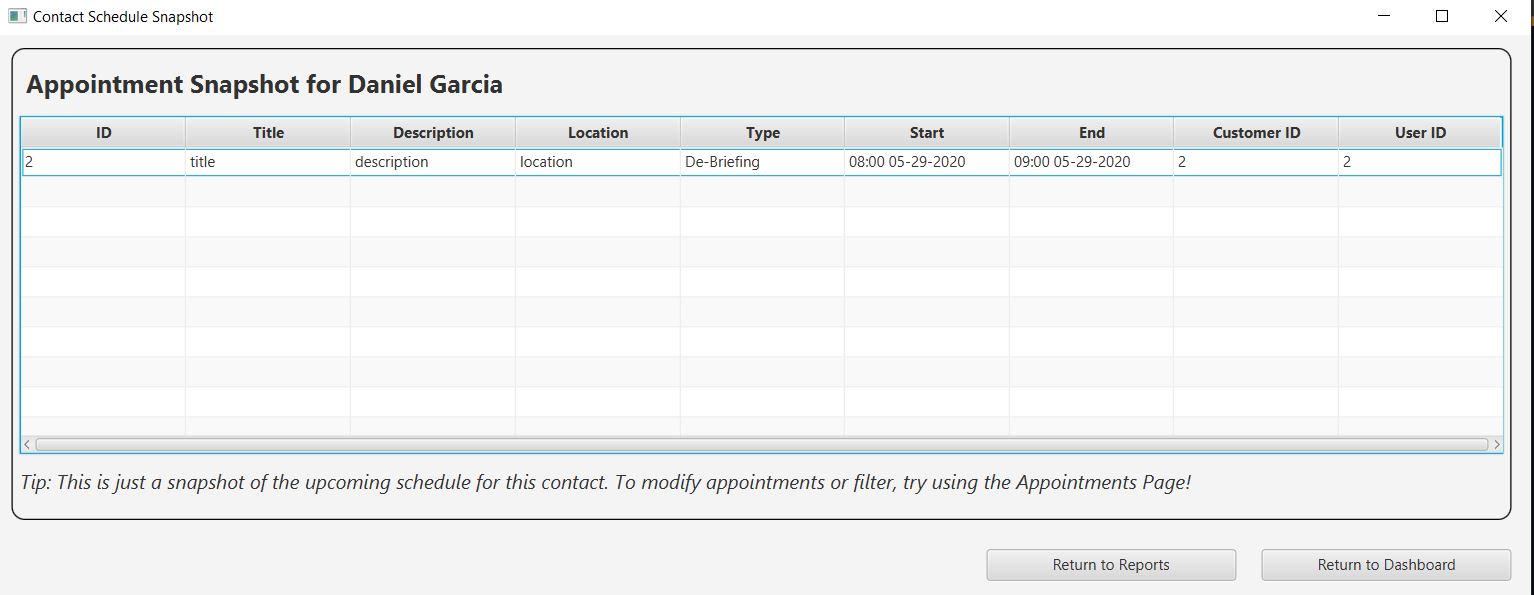 Contact Schedule Snapshot
Appointment Snapshot for Daniel Garcia
ID Title Description Location Type Start End Customer ID User ID
2 title description location De-Briefing 08:00 05-29-2020 09:00 05-29-2020 2 2
Tip: This is just a snapshot of the upcoming schedule for this contact. To modify appointments or filter, try using the Appointments Page!
Return to Reports Return to Dashboard